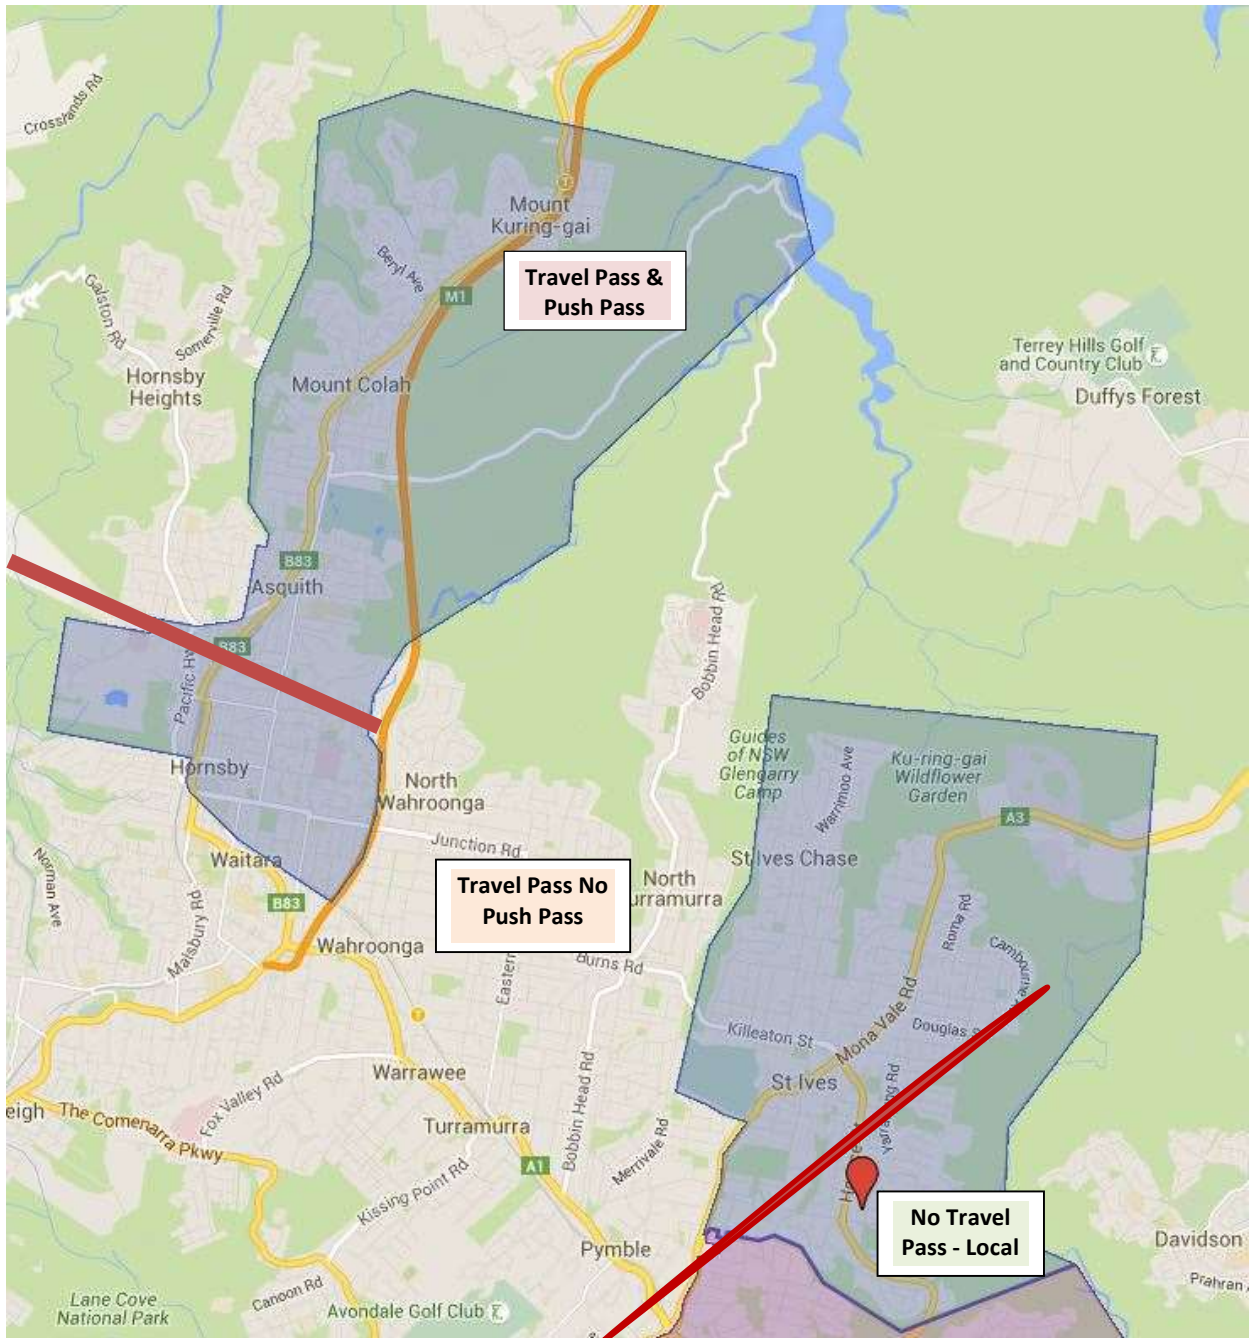 Crosslands Rd
Mount
Kuring-gai
Beryl Ave
Travel Pass &
Push Pass
M1
Galston Rd
Somerville Rd
Hornsby
Heights
Mount Colah
Terrey Hills Golf
and Country Club
Duffys Forest
B83
Asquith
B83
Pacific Hw
Bobbin Head Rd
Hornsby
North
Wahroonga
Guides
of NSW
Glengarry
Camp
Warrimoo Ave
Ku-ring-gai
Wildflower
Garden
A3
Junction Rd
Waitara
St Ives Chase
Norman Ave
Malsbury Rd
B83
Travel Pass No
Push Pass
North
urramurra
Roma Rd
Wahroonga
Eastern
Burns Rd
Cambourne
Killeaton St
Mona Vale Rd
Douglas S
Warrawee
St Ives
Fox Valley Rd
eigh
The Comenarra Pkwy
Turramurra
Bobbin Head Rd
Merrivale Rd
A1
Kissing Point Rd
No Travel
Pass - Local
Pymble
Davidson
Canoon Rd
Prahran A
Lane Cove
National Park
Avondale Golf Club